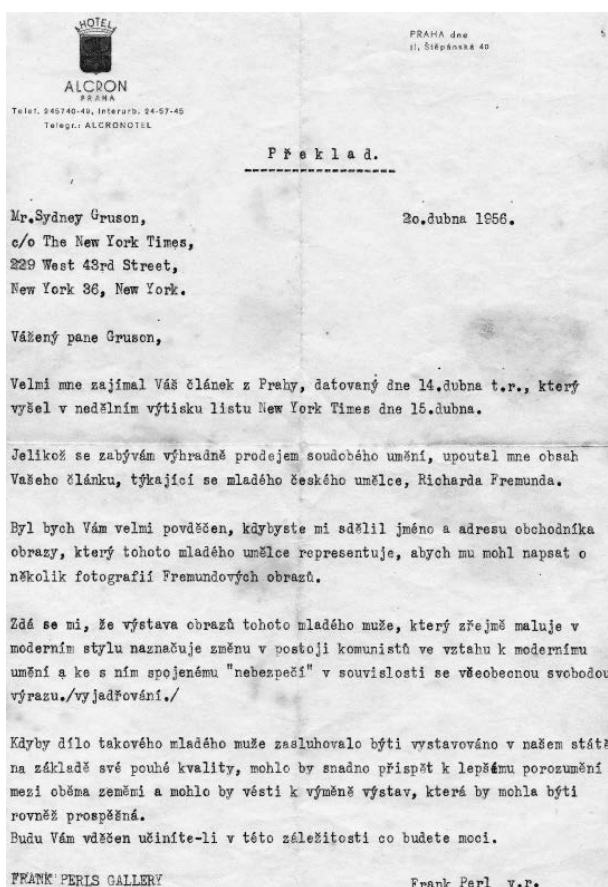 HOTEL
ALCRON
PRAHA
Telef. 245740-49, Interurb. 24-57-45
Telegr.: ALCRONOTEL
PRAHA dne
II, Štěpánská 40
5
Překlad.
Mr.Sydney Gruson,
20.dubna 1956.
c/o The New York Times,
229 West 43rd Street,
New York 36, New York.
Vážený pane Gruson,
Velmi mne zajímal Váš článek z Prahy, datovaný dne 14.dubna t.r., který
vyšel v nedělním výtisku listu New York Times dne 15.dubna.
Jelikož se zabývám výhradně prodejem soudobého umění, upoutal mne obsah
Vašeho článku, týkající se mladého českého umělce, Richarda Fremunda.
Byl bych Vám velmi povděčen, kdybyste mi sdělil jméno a adresu obchodníka
obrazy, který tohoto mladého umělce representuje, abych mu mohl napsat o
několik fotografií Fremundových obrazů.
Zdá se mi, že výstava obrazů tohoto mladého muže, který zřejmě maluje v
moderním stylu naznačuje změnu v postoji komunistů ve vztahu k modernímu
umění a ke s ním spojenému "nebezpečí" v souvislosti se všeobecnou svobodou
výrazu./vyjadřování./
Kdyby dílo takového mladého muže zasluhovalo býti vystavováno v našem státě
na základě své pouhé kvality, mohlo by snadno přispět k lepšému porozumění
mezi oběma zeměmi a mohlo by vésti k výměně výstav, která by mohla býti
rovněž prospěšná.
Budu Vám vděčen učiníte-li v této záležitosti co budete moci.
FRANK PERLS GALLERY
Frank Perl v.r.